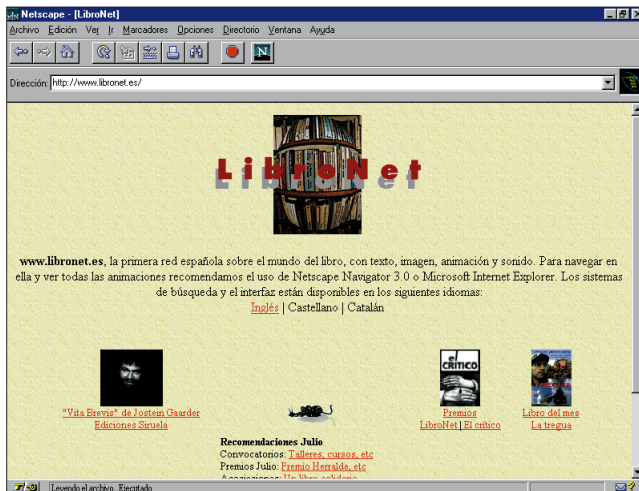 Netscape - [LibroNet]
Archivo Edición Ver Ir Marcadores Opciones Directorio Ventana Ayuda
N
Dirección: http://www.libronet.es/
LibroNet
www.libronet.es, la primera red española sobre el mundo del libro, con texto, imagen, animación y sonido. Para navegar en
ella y ver todas las animaciones recomendamos el uso de Netscape Navigator 3.0 o Microsoft Internet Explorer. Los sistemas
de búsqueda y el interfaz están disponibles en los siguientes idiomas:
Inglés | Castellano | Catalán
el
CRÍTICO
"Vita Brevis" de Jostein Gaarder
Ediciones Siruela
Premios
LibroNet | El crítico
Libro del mes
La tregua
Recomendaciones Julio
Convocatorios: Talleres, cursos, etc
Premios Julio: Premio Herralde, etc
Asociaciones: Un libro solidario
Leyendo el archivo... Ejecutado